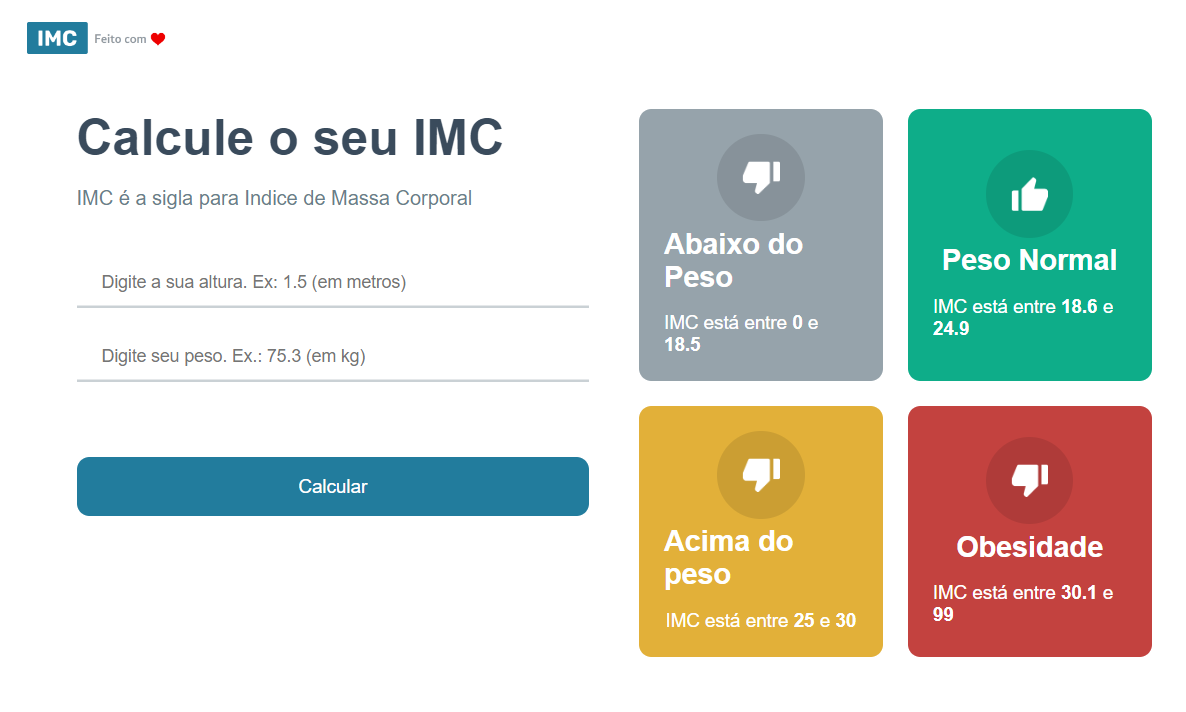 IMC Feito com
Calcule o seu IMC
IMC é a sigla para Indice de Massa Corporal
Digite a sua altura. Ex: 1.5 (em metros)
Digite seu peso. Ex.: 75.3 (em kg)
Calcular
Abaixo do
Peso
IMC está entre 0 e
18.5
Peso Normal
IMC está entre 18.6 e
24.9
Acima do
peso
IMC está entre 25 e 30
Obesidade
IMC está entre 30.1 e
99